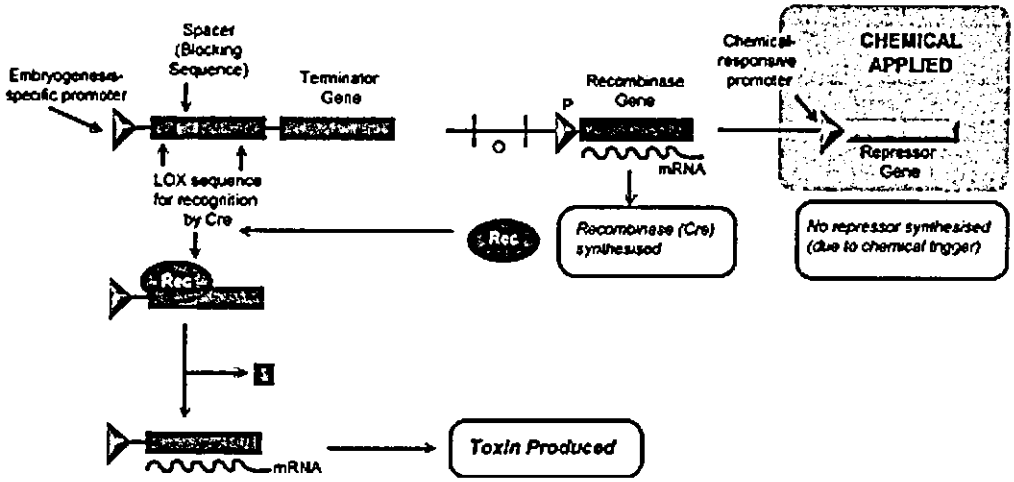 Spacer
(Blocking
Sequence)
Embryogenesis-
specific promoter
Terminator
Gene
Recombinase
Gene
P
O
mRNA
Chemical-
responsive
promoter
CHEMICAL
APPLIED
Repressor
Gene
LOX sequence
for recognition
by Cre
Rec
Recombinase (Cre)
synthesised
No repressor synthesised
(due to chemical trigger)
Rec
mRNA
Toxin Produced